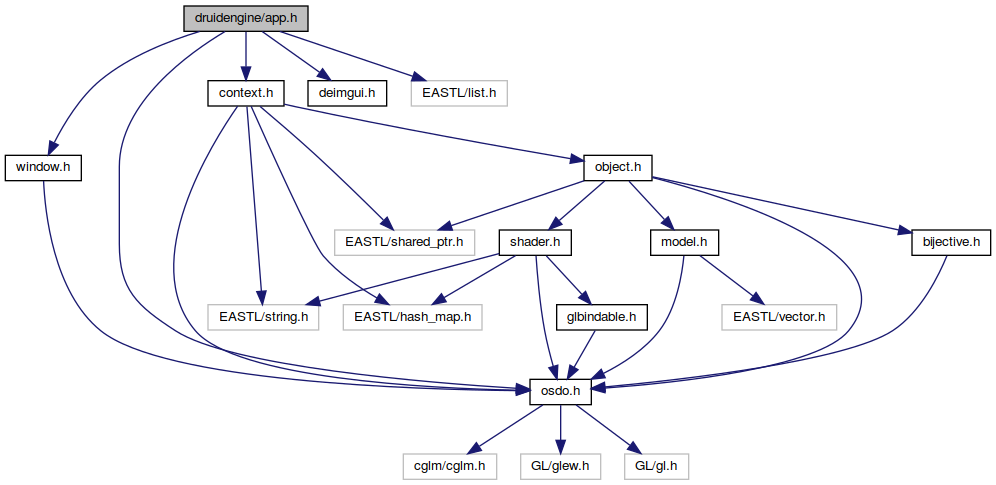 druidengine/app.h
context.h
deimgui.h
EASTL/list.h
window.h
object.h
EASTL/shared_ptr.h
shader.h
model.h
bijective.h
EASTL/string.h
EASTL/hash_map.h
glbindable.h
EASTL/vector.h
osdo.h
cglm/cglm.h
GL/glew.h
GL/gl.h